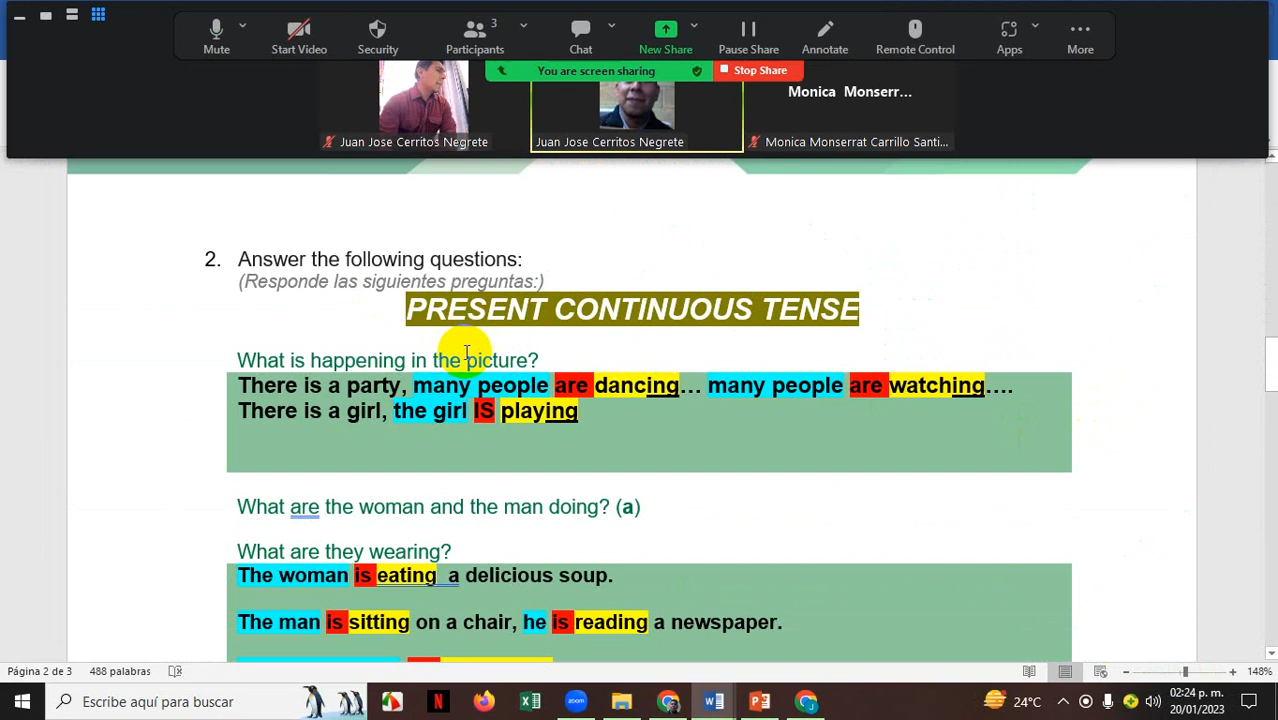 3
Mute Start Video Security Participants Chat New Share Pause Share Annotate Remote Control Apps More
You are screen sharing Stop Share
Monica Monserr...
Juan Jose Cerritos Negrete Juan Jose Cerritos Negrete Monica Monserrat Carrillo Santi...
2. Answer the following questions:
(Responde las siguientes preguntas:)
PRESENT CONTINUOUS TENSE
What is happening in the picture?
There is a party, many people are dancing… many people are watching….
There is a girl, the girl IS playing
What are the woman and the man doing? (a)
What are they wearing?
The woman is eating a delicious soup.
The man is sitting on a chair, he is reading a newspaper.
Página 2 de 3 488 palabras 148%
Escribe aquí para buscar 24°C 02:24 p. m.
20/01/2023